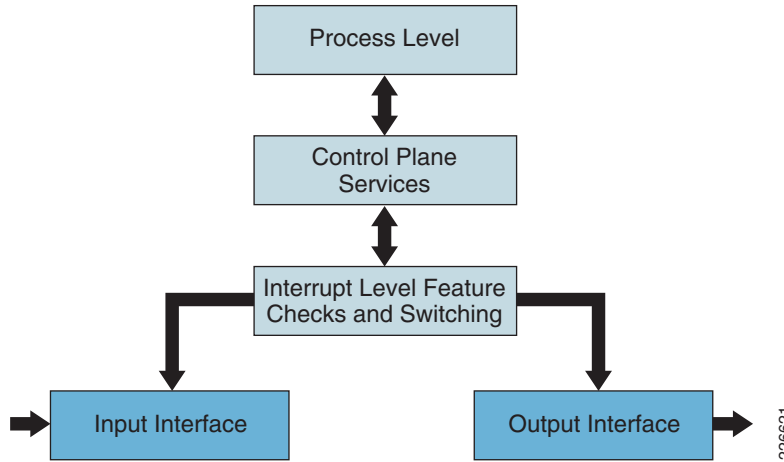 Process Level
Control Plane
Services
Interrupt Level Feature
Checks and Switching
Input Interface
Output Interface